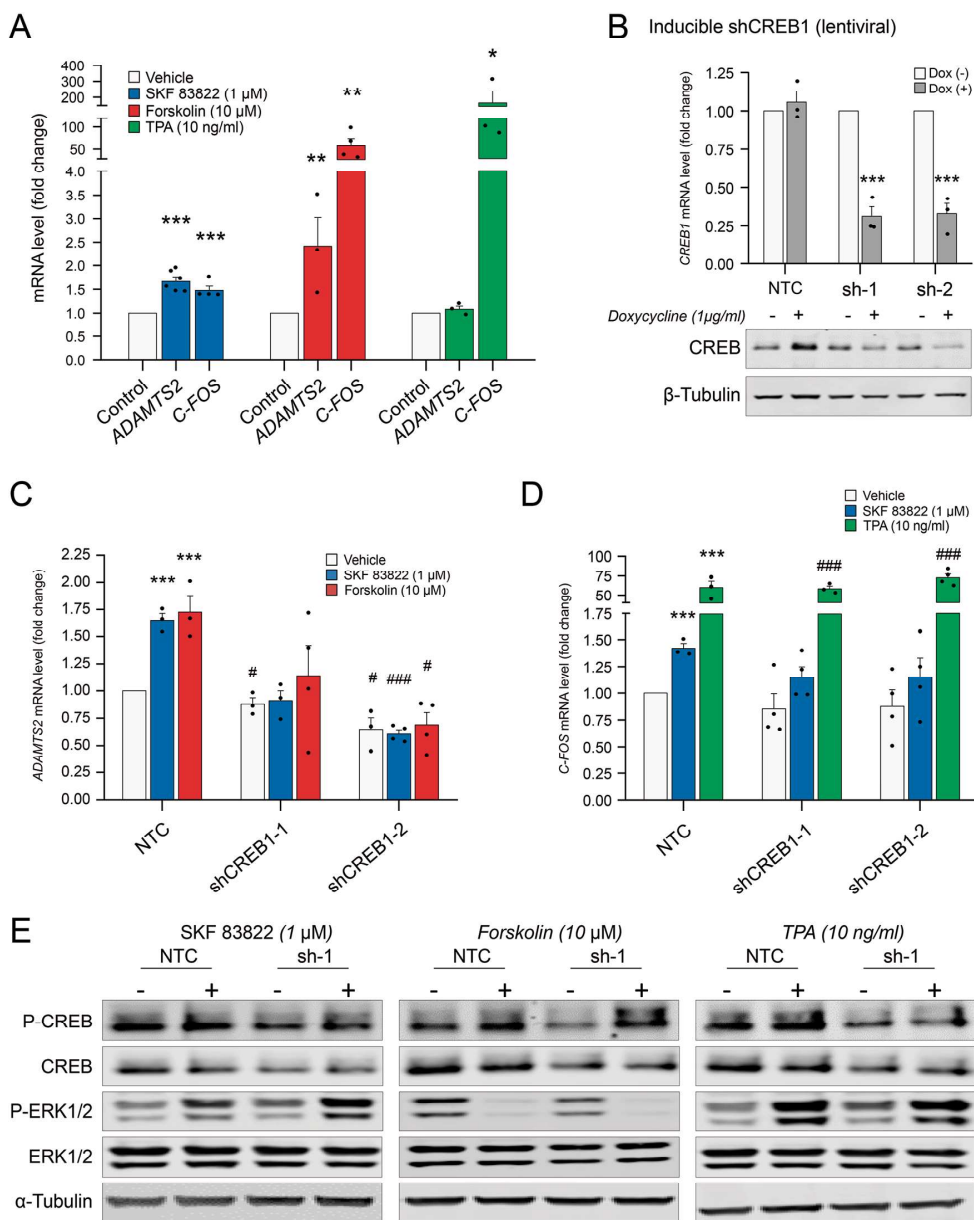 A
Vehicle
SKF 83822 (1 µM)
Forskolin (10 µM)
TPA (10 ng/ml)
mRNA level (fold change)
400
300
200
100
50
4.0
3.5
3.0
2.5
2.0
1.5
1.0
0.5
0.0
*** *** ** ** *
Control ADAMTS2 C-FOS Control ADAMTS2 C-FOS Control ADAMTS2 C-FOS
B Inducible shCREB1 (lentiviral)
Dox (-)
Dox (+)
CREB1 mRNA level (fold change)
1.25
1.00
0.75
0.50
0.25
0.00
*** ***
NTC sh-1 sh-2
Doxycycline (1µg/ml) - + - + - +
CREB
β-Tubulin
C
Vehicle
SKF 83822 (1 µM)
Forskolin (10 µM)
ADAMTS2 mRNA level (fold change)
2.25
2.00
1.75
1.50
1.25
1.00
0.75
0.50
0.25
0.00
*** *** # # ### #
NTC shCREB1-1 shCREB1-2
D
Vehicle
SKF 83822 (1 µM)
TPA (10 ng/ml)
C-FOS mRNA level (fold change)
100
75
50
25
1.75
1.50
1.25
1.00
0.75
0.50
0.25
0.00
*** *** ### ###
NTC shCREB1-1 shCREB1-2
E
SKF 83822 (1 µM) Forskolin (10 µM) TPA (10 ng/ml)
NTC sh-1 NTC sh-1 NTC sh-1
- + - + - + - + - + - +
P-CREB
CREB
P-ERK1/2
ERK1/2
α-Tubulin